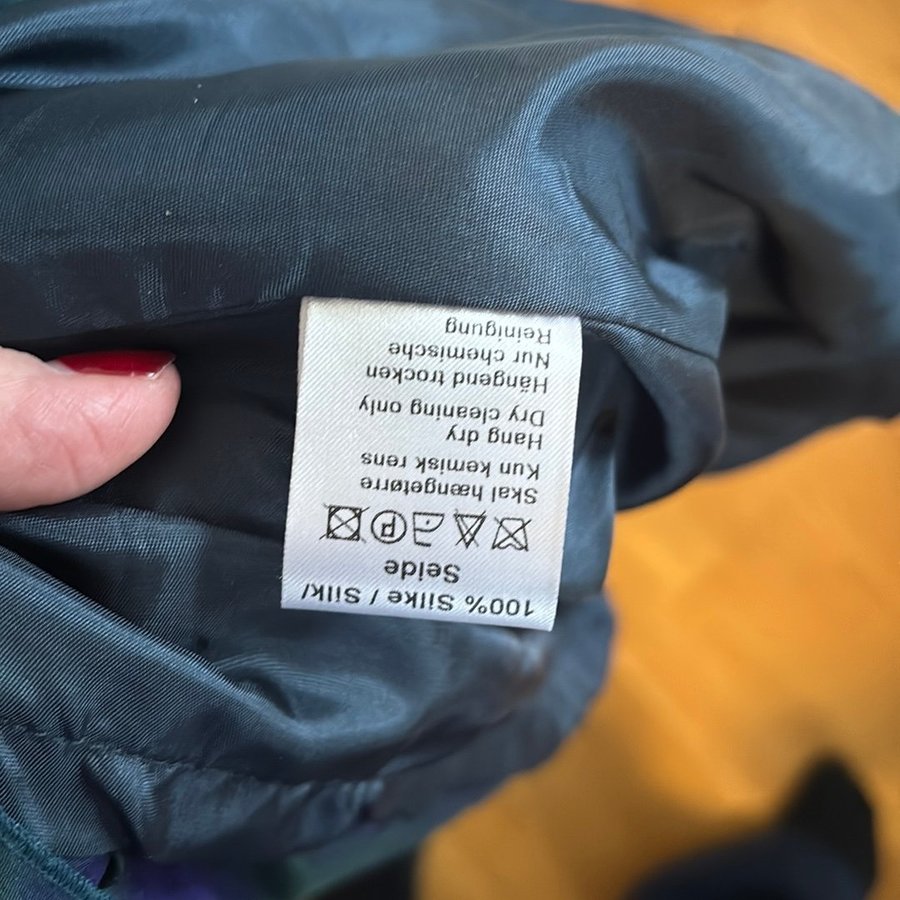 100% Silke / Silk/
Seide
P
Skal hængetørre
Kun kemisk rens
Hang dry
Dry cleaning only
Hängend trocken
Nur chemische
Reinigung